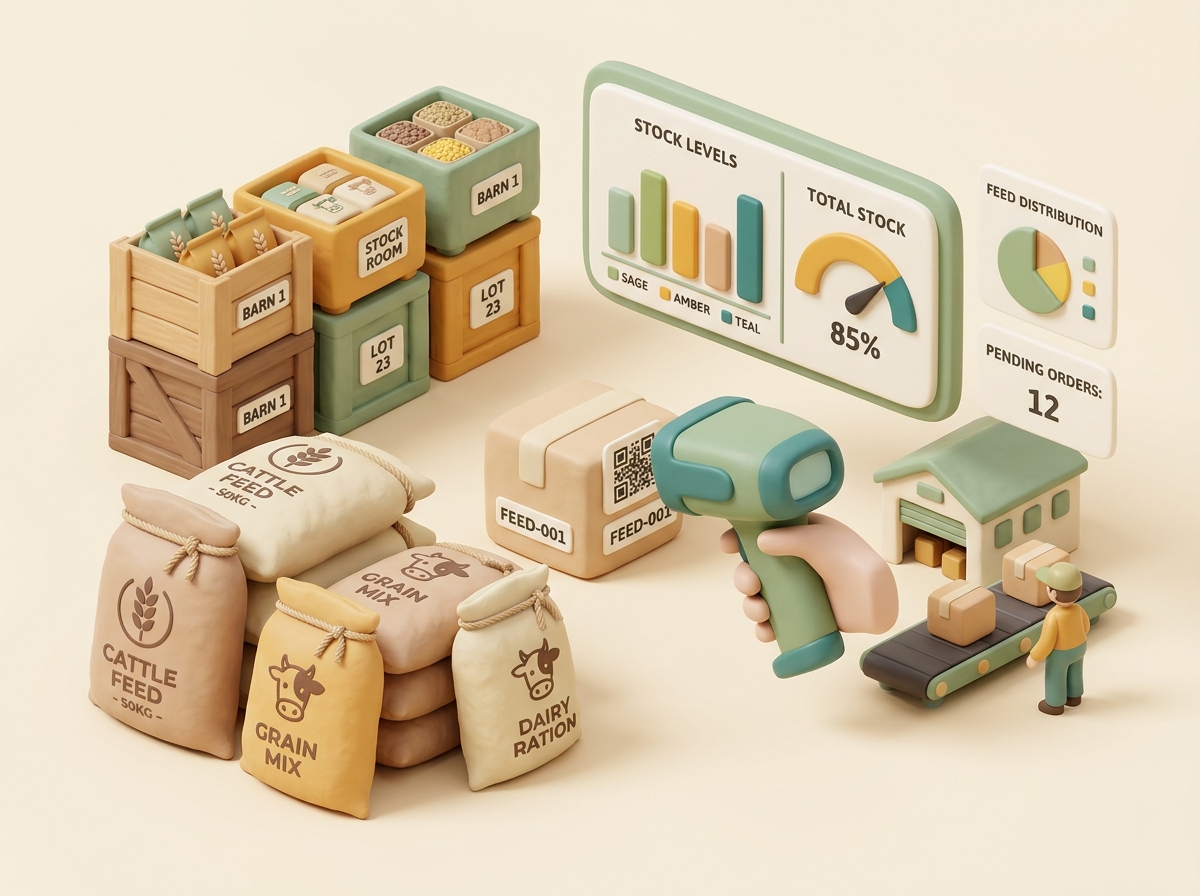 BARN 1
STOCK
ROOM
BARN 1
LOT
23
LOT
23
BARN 1
BARN 1
STOCK LEVELS
SAGE
AMBER
TEAL
TOTAL STOCK
85%
FEED DISTRIBUTION
PENDING ORDERS:
12
CATTLE
FEED
- 50KG -
CATTLE
FEED
- 50KG -
GRAIN
MIX
GRAIN
MIX
DAIRY
RATION
FEED-001
FEED-001